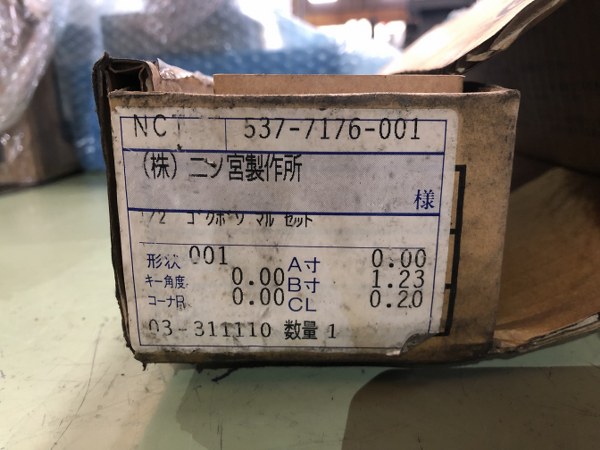 NCT 537-7176-001
(株)ニノ宮製作所
様
1/2 ゴクボソ マル セット
形状 001 A寸 0.00
キー角度 0.00 B寸 1.23
コーナR 0.00 CL 0.20
03-311110 数量 1